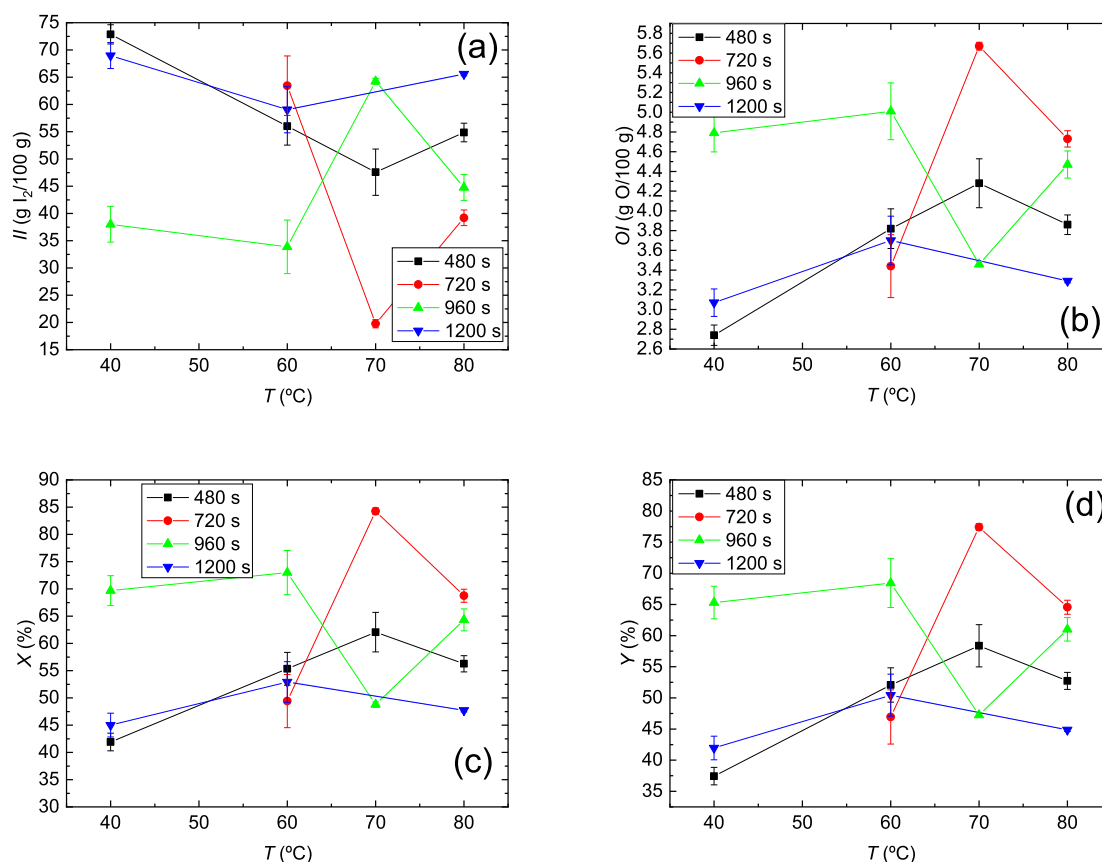 75
70
65
60
55
50
45
40
35
30
25
20
15
II (g I₂/100 g)
(a)
480 s
720 s
960 s
1200 s
40
50
60
70
80
T (ºC)
5.8
5.6
5.4
5.2
5.0
4.8
4.6
4.4
4.2
4.0
3.8
3.6
3.4
3.2
3.0
2.8
2.6
OI (g O/100 g)
480 s
720 s
960 s
1200 s
(b)
40
50
60
70
80
T (ºC)
90
85
80
75
70
65
60
55
50
45
40
35
30
X (%)
480 s
720 s
960 s
1200 s
(c)
40
50
60
70
80
T (ºC)
85
80
75
70
65
60
55
50
45
40
35
Y (%)
480 s
720 s
960 s
1200 s
(d)
40
50
60
70
80
T (ºC)